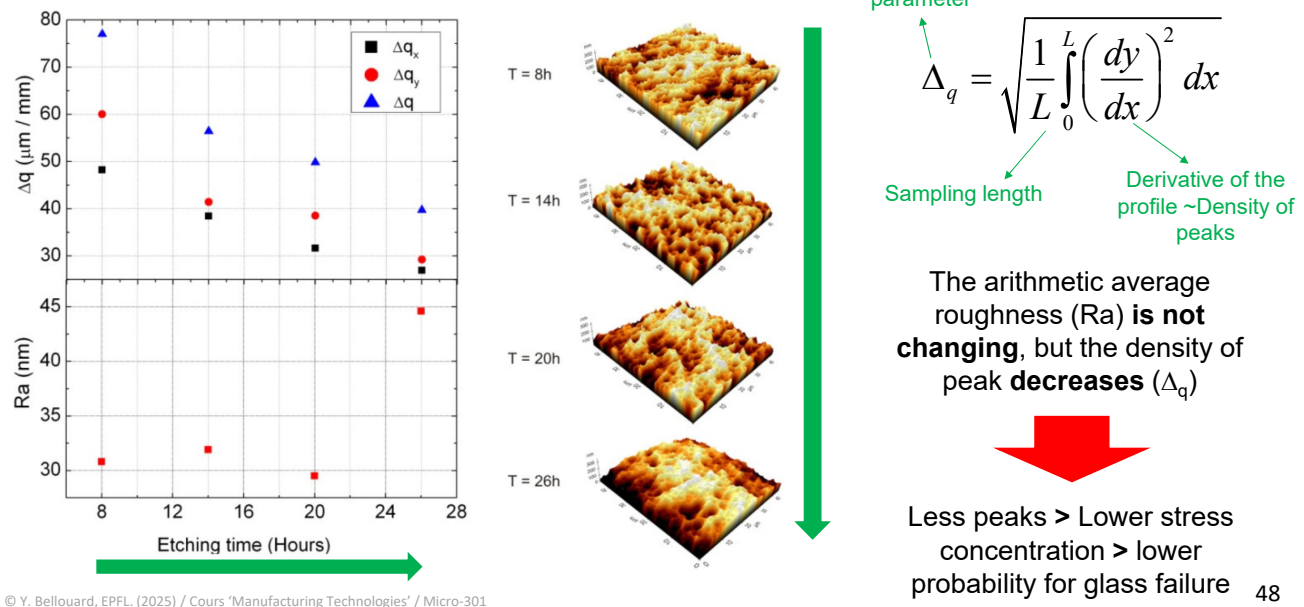 parameter
Δq (μm / mm)
80
70
60
50
40
30
Δqx
Δqy
Δq
Ra (nm)
45
40
35
30
8 12 16 20 24 28
Etching time (Hours)
T = 8h
T = 14h
T = 20h
T = 26h
Δq = √(1/L ∫0L (dy/dx)2 dx)
Sampling length
Derivative of the
profile ~Density of
peaks
The arithmetic average
roughness (Ra) is not
changing, but the density of
peak decreases (Δq)
Less peaks > Lower stress
concentration > lower
probability for glass failure
© Y. Bellouard, EPFL. (2025) / Cours ‘Manufacturing Technologies’ / Micro-301
48